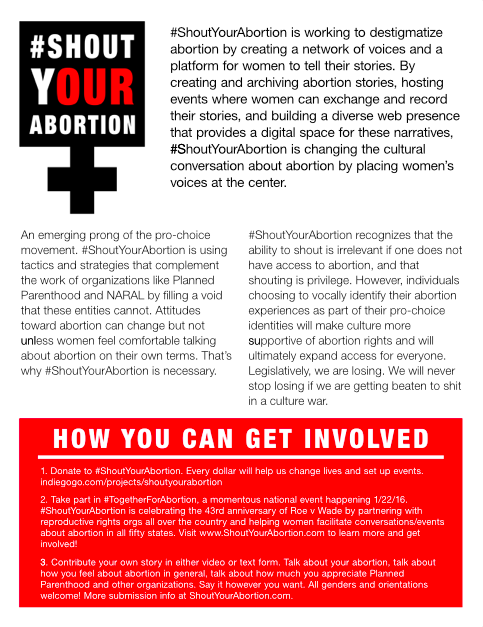 #SHOUT
YOUR
ABORTION
#ShoutYourAbortion is working to destigmatize
abortion by creating a network of voices and a
platform for women to tell their stories. By
creating and archiving abortion stories, hosting
events where women can exchange and record
their stories, and building a diverse web presence
that provides a digital space for these narratives,
#ShoutYourAbortion is changing the cultural
conversation about abortion by placing women's
voices at the center.
An emerging prong of the pro-choice
movement. #ShoutYourAbortion is using
tactics and strategies that complement
the work of organizations like Planned
Parenthood and NARAL by filling a void
that these entities cannot. Attitudes
toward abortion can change but not
unless women feel comfortable talking
about abortion on their own terms. That's
why #ShoutYourAbortion is necessary.
#ShoutYourAbortion recognizes that the
ability to shout is irrelevant if one does not
have access to abortion, and that
shouting is privilege. However, individuals
choosing to vocally identify their abortion
experiences as part of their pro-choice
identities will make culture more
supportive of abortion rights and will
ultimately expand access for everyone.
Legislatively, we are losing. We will never
stop losing if we are getting beaten to shit
in a culture war.
HOW YOU CAN GET INVOLVED
1. Donate to #ShoutYourAbortion. Every dollar will help us change lives and set up events.
indiegogo.com/projects/shoutyourabortion
2. Take part in #TogetherForAbortion, a momentous national event happening 1/22/16.
#ShoutYourAbortion is celebrating the 43rd anniversary of Roe v Wade by partnering with
reproductive rights orgs all over the country and helping women facilitate conversations/events
about abortion in all fifty states. Visit www.ShoutYourAbortion.com to learn more and get
involved!
3. Contribute your own story in either video or text form. Talk about your abortion, talk about
how you feel about abortion in general, talk about how much you appreciate Planned
Parenthood and other organizations. Say it however you want. All genders and orientations
welcome! More submission info at ShoutYourAbortion.com.